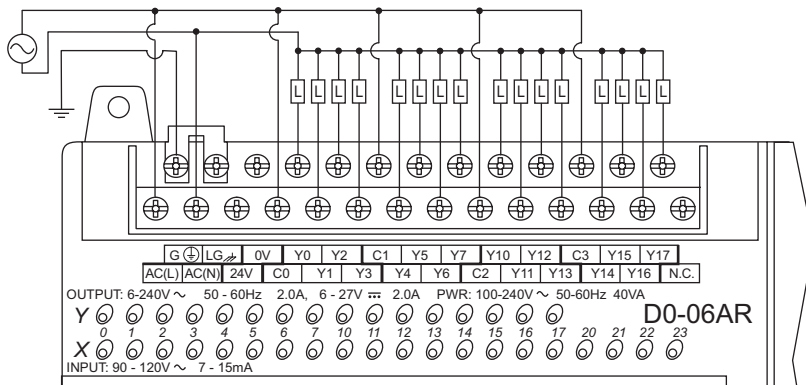 L L L L L L L L L L L L L L L L
G LG 0V Y0 Y2 C1 Y5 Y7 Y10 Y12 C3 Y15 Y17
AC(L) AC(N) 24V C0 Y1 Y3 Y4 Y6 C2 Y11 Y13 Y14 Y16 N.C.
OUTPUT: 6-240V ~ 50 - 60Hz 2.0A, 6 - 27V ⎓ 2.0A PWR: 100-240V ~ 50-60Hz 40VA
Y D0-06AR
0 1 2 3 4 5 6 7 10 11 12 13 14 15 16 17 20 21 22 23
X
INPUT: 90 - 120V ~ 7 - 15mA